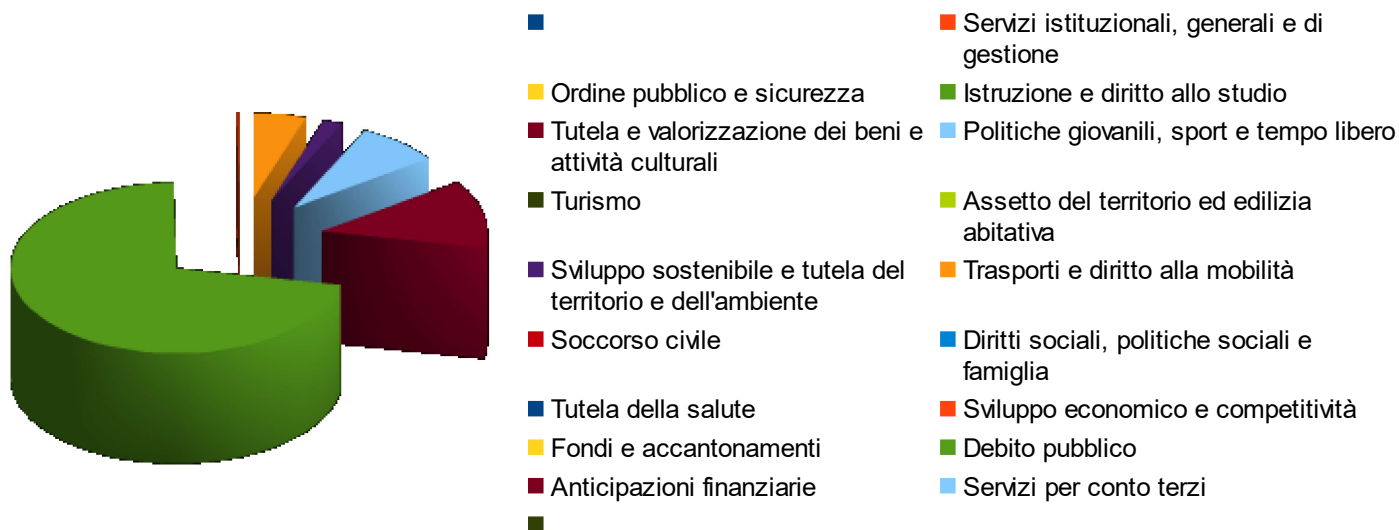 Servizi istituzionali, generali e di
gestione
Ordine pubblico e sicurezza
Istruzione e diritto allo studio
Tutela e valorizzazione dei beni e
attività culturali
Politiche giovanili, sport e tempo libero
Turismo
Assetto del territorio ed edilizia
abitativa
Sviluppo sostenibile e tutela del
territorio e dell'ambiente
Trasporti e diritto alla mobilità
Soccorso civile
Diritti sociali, politiche sociali e
famiglia
Tutela della salute
Sviluppo economico e competitività
Fondi e accantonamenti
Debito pubblico
Anticipazioni finanziarie
Servizi per conto terzi